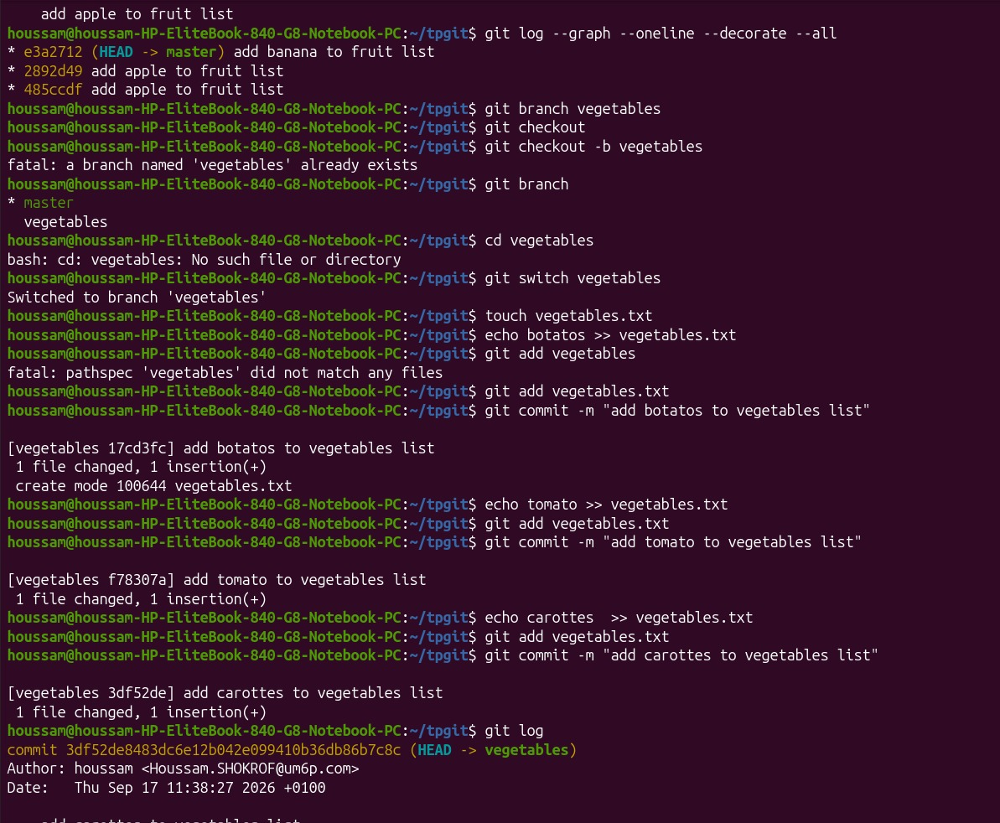 add apple to fruit list
houssam@houssam-HP-EliteBook-840-G8-Notebook-PC:~/tpgit$ git log --graph --oneline --decorate --all
* e3a2712 (HEAD -> master) add banana to fruit list
* 2892d49 add apple to fruit list
* 485ccdf add apple to fruit list
houssam@houssam-HP-EliteBook-840-G8-Notebook-PC:~/tpgit$ git branch vegetables
houssam@houssam-HP-EliteBook-840-G8-Notebook-PC:~/tpgit$ git checkout
houssam@houssam-HP-EliteBook-840-G8-Notebook-PC:~/tpgit$ git checkout -b vegetables
fatal: a branch named 'vegetables' already exists
houssam@houssam-HP-EliteBook-840-G8-Notebook-PC:~/tpgit$ git branch
* master
  vegetables
houssam@houssam-HP-EliteBook-840-G8-Notebook-PC:~/tpgit$ cd vegetables
bash: cd: vegetables: No such file or directory
houssam@houssam-HP-EliteBook-840-G8-Notebook-PC:~/tpgit$ git switch vegetables
Switched to branch 'vegetables'
houssam@houssam-HP-EliteBook-840-G8-Notebook-PC:~/tpgit$ touch vegetables.txt
houssam@houssam-HP-EliteBook-840-G8-Notebook-PC:~/tpgit$ echo botatos >> vegetables.txt
houssam@houssam-HP-EliteBook-840-G8-Notebook-PC:~/tpgit$ git add vegetables
fatal: pathspec 'vegetables' did not match any files
houssam@houssam-HP-EliteBook-840-G8-Notebook-PC:~/tpgit$ git add vegetables.txt
houssam@houssam-HP-EliteBook-840-G8-Notebook-PC:~/tpgit$ git commit -m "add botatos to vegetables list"

[vegetables 17cd3fc] add botatos to vegetables list
 1 file changed, 1 insertion(+)
 create mode 100644 vegetables.txt
houssam@houssam-HP-EliteBook-840-G8-Notebook-PC:~/tpgit$ echo tomato >> vegetables.txt
houssam@houssam-HP-EliteBook-840-G8-Notebook-PC:~/tpgit$ git add vegetables.txt
houssam@houssam-HP-EliteBook-840-G8-Notebook-PC:~/tpgit$ git commit -m "add tomato to vegetables list"

[vegetables f78307a] add tomato to vegetables list
 1 file changed, 1 insertion(+)
houssam@houssam-HP-EliteBook-840-G8-Notebook-PC:~/tpgit$ echo carottes  >> vegetables.txt
houssam@houssam-HP-EliteBook-840-G8-Notebook-PC:~/tpgit$ git add vegetables.txt
houssam@houssam-HP-EliteBook-840-G8-Notebook-PC:~/tpgit$ git commit -m "add carottes to vegetables list"

[vegetables 3df52de] add carottes to vegetables list
 1 file changed, 1 insertion(+)
houssam@houssam-HP-EliteBook-840-G8-Notebook-PC:~/tpgit$ git log
commit 3df52de8483dc6e12b042e099410b36db86b7c8c (HEAD -> vegetables)
Author: houssam <Houssam.SHOKROF@um6p.com>
Date:   Thu Sep 17 11:38:27 2026 +0100

    add carottes to vegetables list